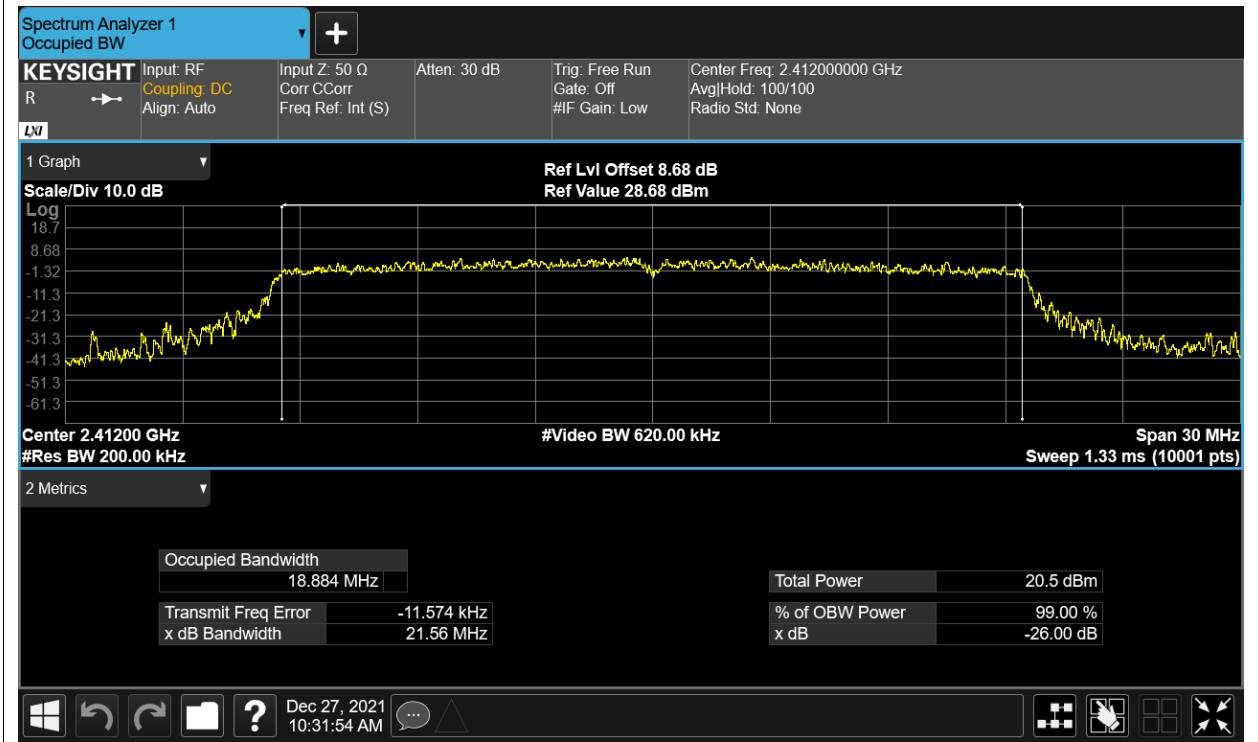 Spectrum Analyzer 1
Occupied BW
KEYSIGHT
R
LXI
Input: RF
Coupling: DC
Align: Auto
Input Z: 50 Ω
Corr CCorr
Freq Ref: Int (S)
Atten: 30 dB
Trig: Free Run
Gate: Off
#IF Gain: Low
Center Freq: 2.412000000 GHz
Avg|Hold: 100/100
Radio Std: None
1 Graph
Scale/Div 10.0 dB
Ref Lvl Offset 8.68 dB
Ref Value 28.68 dBm
Log
18.7
8.68
-1.32
-11.3
-21.3
-31.3
-41.3
-51.3
-61.3
Center 2.41200 GHz
#Video BW 620.00 kHz
Span 30 MHz
#Res BW 200.00 kHz
Sweep 1.33 ms (10001 pts)
2 Metrics
Occupied Bandwidth
18.884 MHz
Total Power 20.5 dBm
Transmit Freq Error -11.574 kHz
% of OBW Power 99.00 %
x dB Bandwidth 21.56 MHz
x dB -26.00 dB
?
Dec 27, 2021
10:31:54 AM